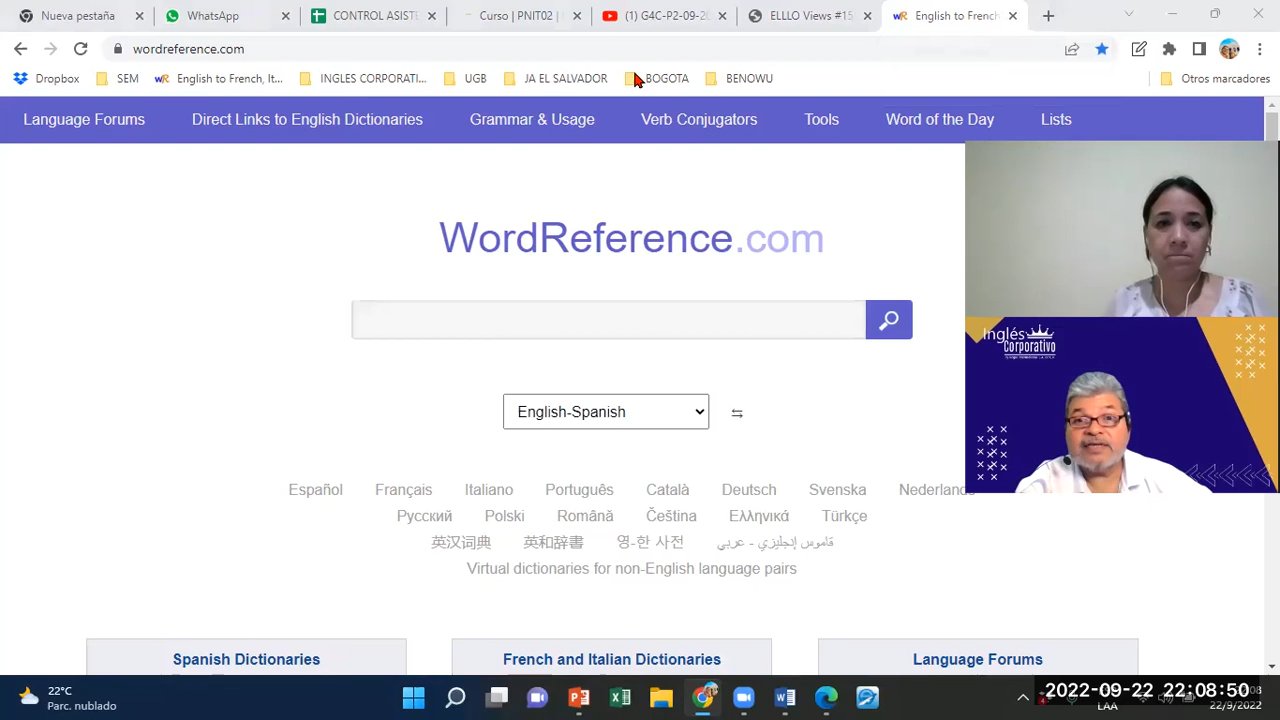 Nueva pestaña
WhatsApp
CONTROL ASIST
Curso | PNIT02 |
(1) G4C-P2-09-20
ELLLO Views #15
English to Frenc
wordreference.com
Dropbox
SEM
English to French, It...
INGLES CORPORATI...
UGB
JA EL SALVADOR
BOGOTA
BENOWU
Otros marcadores
Language Forums
Direct Links to English Dictionaries
Grammar & Usage
Verb Conjugators
Tools
Word of the Day
Lists
WordReference.com
English-Spanish
Español Français Italiano Português Català Deutsch Svenska Nederlands
Русский Polski Română Čeština Ελληνικά Türkçe
英汉词典 英和辞書 영-한 사전 قاموس إنجليزي - عربي
Virtual dictionaries for non-English language pairs
Spanish Dictionaries
French and Italian Dictionaries
Language Forums
Inglés
Corporativo
22°C
Parc. nublado
2022-09-22 22:08:50
LAA
22/9/2022